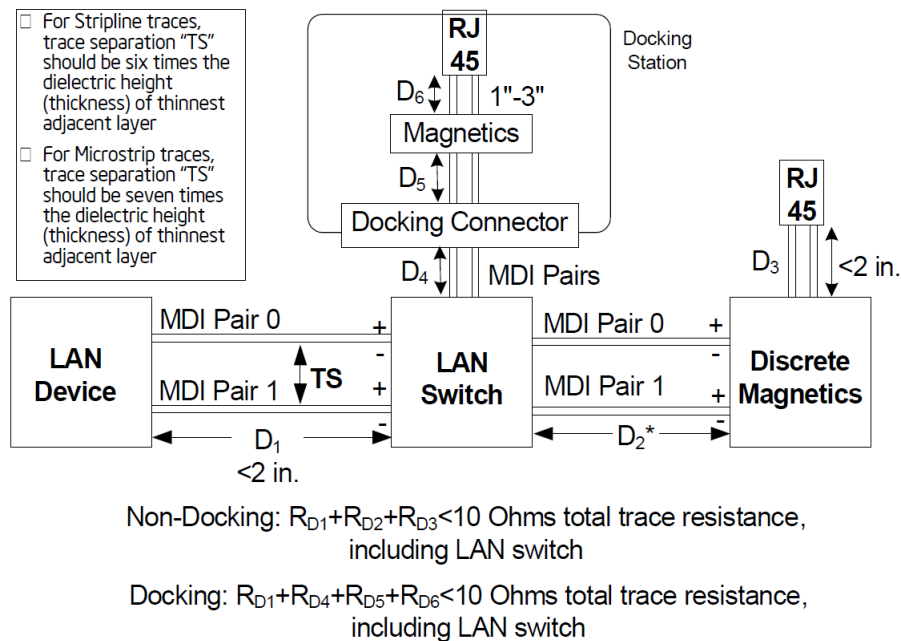 □ For Stripline traces,
trace separation “TS”
should be six times the
dielectric height
(thickness) of thinnest
adjacent layer
□ For Microstrip traces,
trace separation “TS”
should be seven times
the dielectric height
(thickness) of thinnest
adjacent layer
RJ
45
Docking
Station
D6
1"-3"
Magnetics
D5
Docking Connector
D4
MDI Pairs
RJ
45
D3
<2 in.
LAN
Device
MDI Pair 0
+
-
TS
MDI Pair 1
+
-
D1
<2 in.
LAN
Switch
MDI Pair 0
+
-
MDI Pair 1
+
-
D2*
Discrete
Magnetics
Non-Docking: RD1+RD2+RD3<10 Ohms total trace resistance,
including LAN switch
Docking: RD1+RD4+RD5+RD6<10 Ohms total trace resistance,
including LAN switch